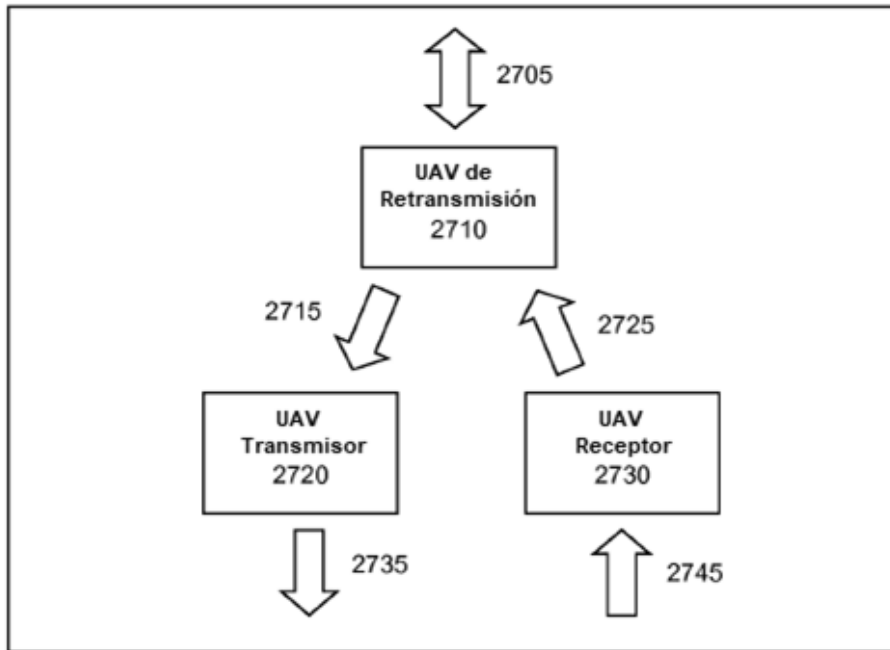 2705
UAV de
Retransmisión
2710
2715
2725
UAV
Transmisor
2720
UAV
Receptor
2730
2735
2745